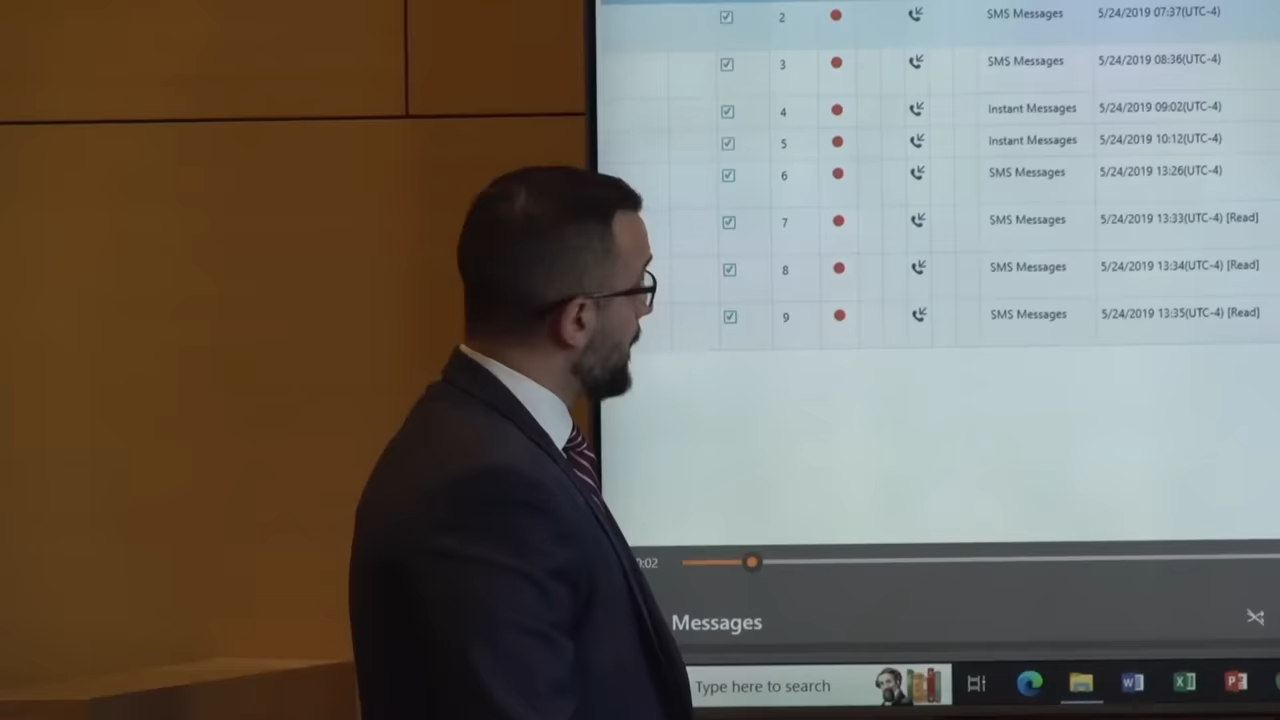 2 SMS Messages 5/24/2019 07:37(UTC-4)
3 SMS Messages 5/24/2019 08:36(UTC-4)
4 Instant Messages 5/24/2019 09:02(UTC-4)
5 Instant Messages 5/24/2019 10:12(UTC-4)
6 SMS Messages 5/24/2019 13:26(UTC-4)
7 SMS Messages 5/24/2019 13:33(UTC-4) [Read]
8 SMS Messages 5/24/2019 13:34(UTC-4) [Read]
9 SMS Messages 5/24/2019 13:35(UTC-4) [Read]
:02
Messages
Type here to search